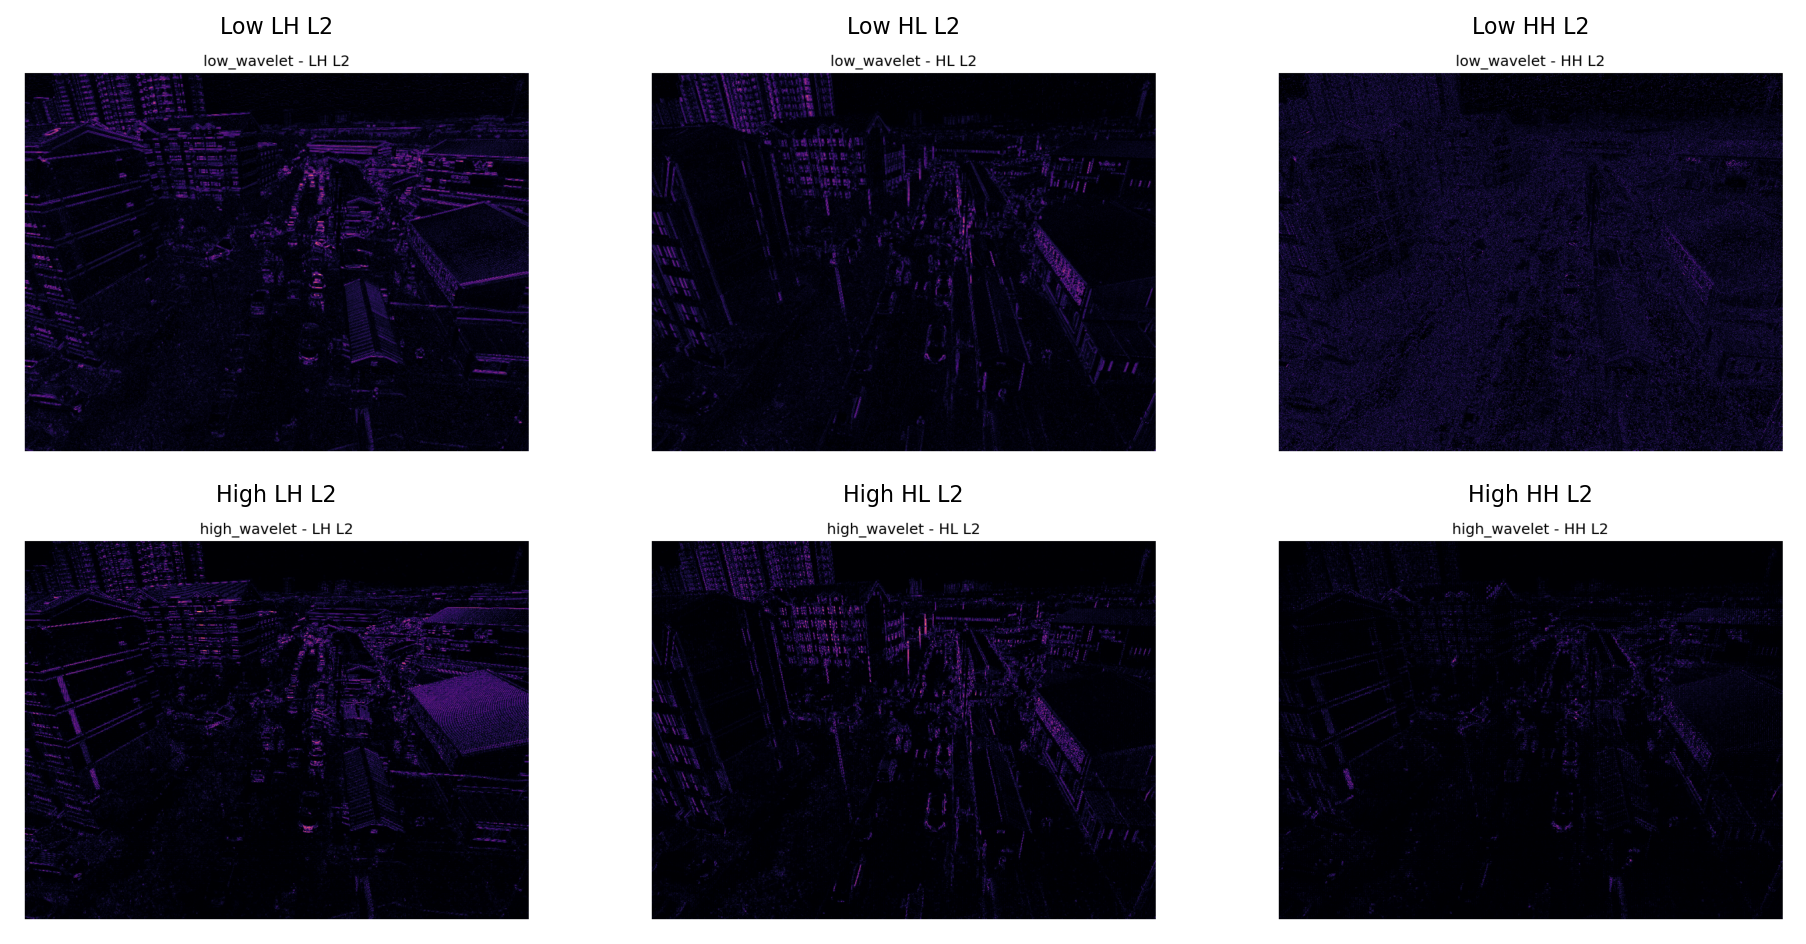 Low LH L2
Low HL L2
Low HH L2
low_wavelet - LH L2
low_wavelet - HL L2
low_wavelet - HH L2
High LH L2
High HL L2
High HH L2
high_wavelet - LH L2
high_wavelet - HL L2
high_wavelet - HH L2